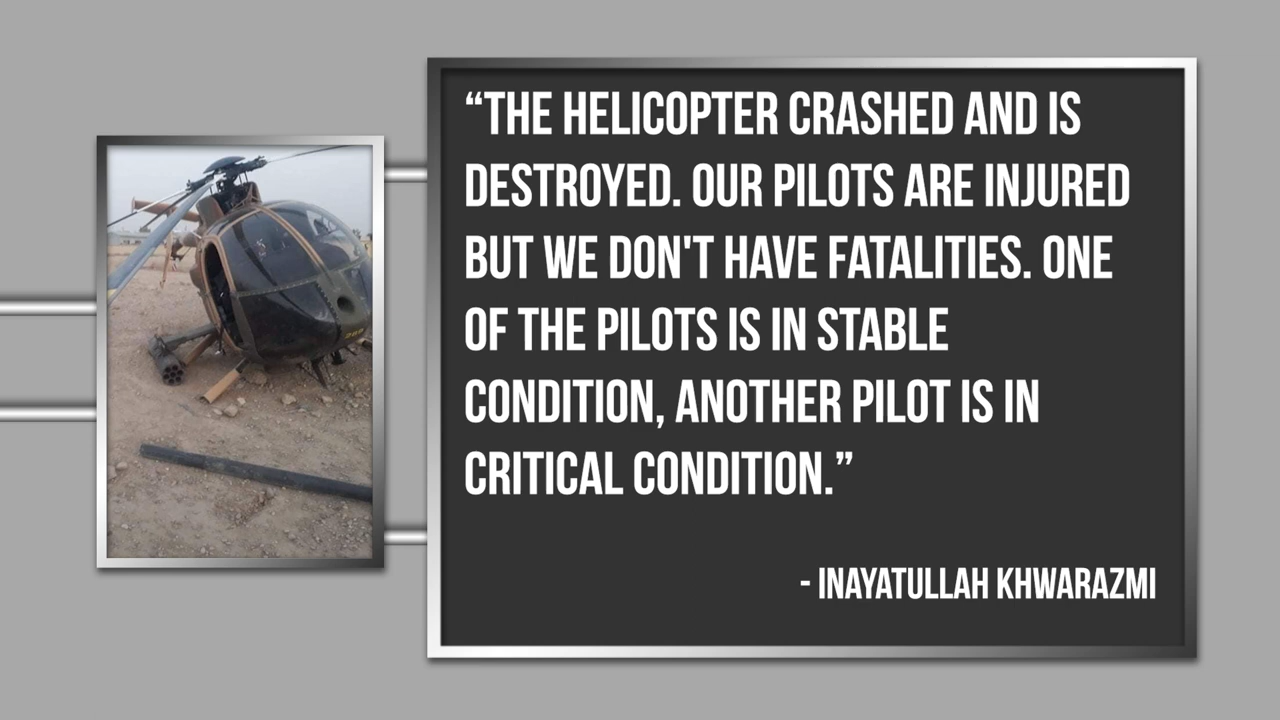 “THE HELICOPTER CRASHED AND IS
DESTROYED. OUR PILOTS ARE INJURED
BUT WE DON'T HAVE FATALITIES. ONE
OF THE PILOTS IS IN STABLE
CONDITION, ANOTHER PILOT IS IN
CRITICAL CONDITION.”
- INAYATULLAH KHWARAZMI